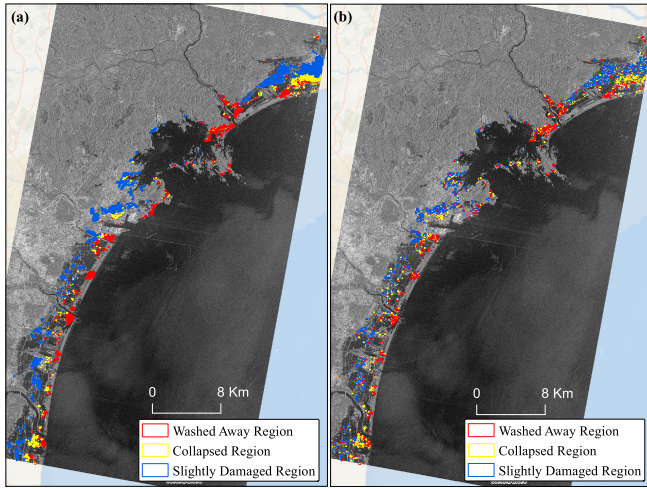 (a)
0 8 Km
Washed Away Region
Collapsed Region
Slightly Damaged Region
(b)
0 8 Km
Washed Away Region
Collapsed Region
Slightly Damaged Region